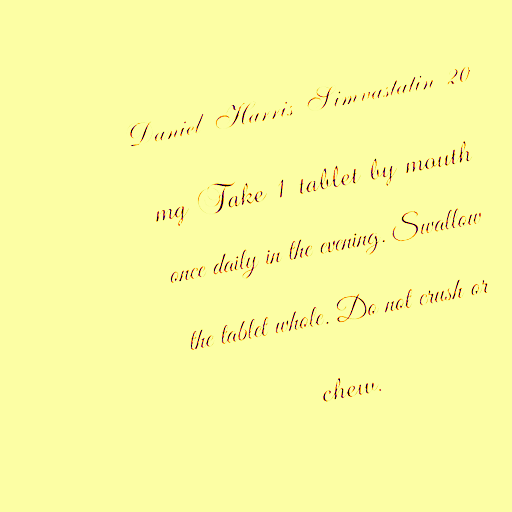 Daniel Harris Simvastatin 20
mg Take 1 tablet by mouth
once daily in the evening. Swallow
the tablet whole. Do not crush or
chew.